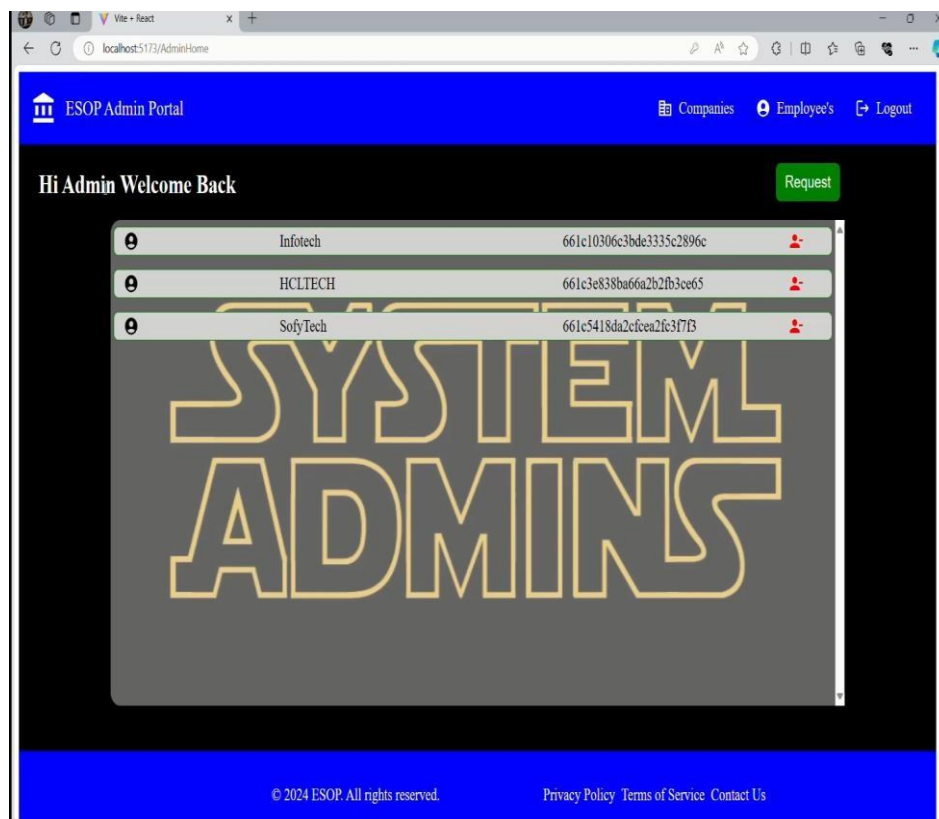 Vite + React
localhost:5173/AdminHome
ESOP Admin Portal
Companies
Employee's
Logout
Hi Admin Welcome Back
Request
Infotech 661c10306c3bde3335c2896c
HCLTECH 661c3e838ba66a2b2fb3ce65
SofyTech 661c5418da2cfcea2fc3f7f3
SYSTEM
ADMINS
© 2024 ESOP. All rights reserved.
Privacy Policy Terms of Service Contact Us